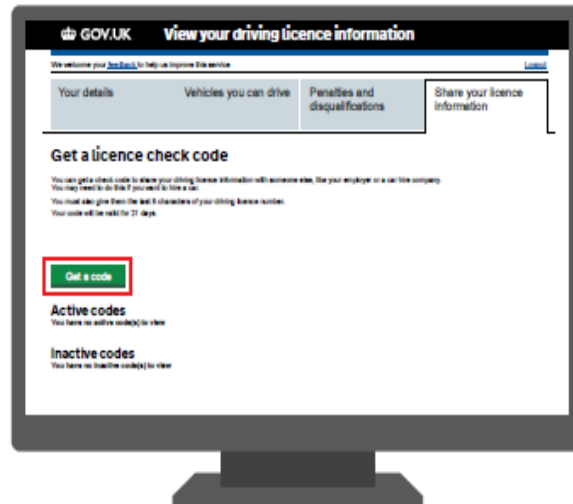 GOV.UK View your driving licence information
We welcome your feedback to help us improve this service Logout
Your details Vehicles you can drive Penalties and disqualifications Share your licence information
Get a licence check code
You can get a check code to share your driving licence information with someone else, like your employer or a car hire company.
You may need to do this if you want to hire a car.
You must also give them the last 8 characters of your driving licence number.
Your code will be valid for 21 days.
Get a code
Active codes
You have no active code(s) to view
Inactive codes
You have no inactive code(s) to view